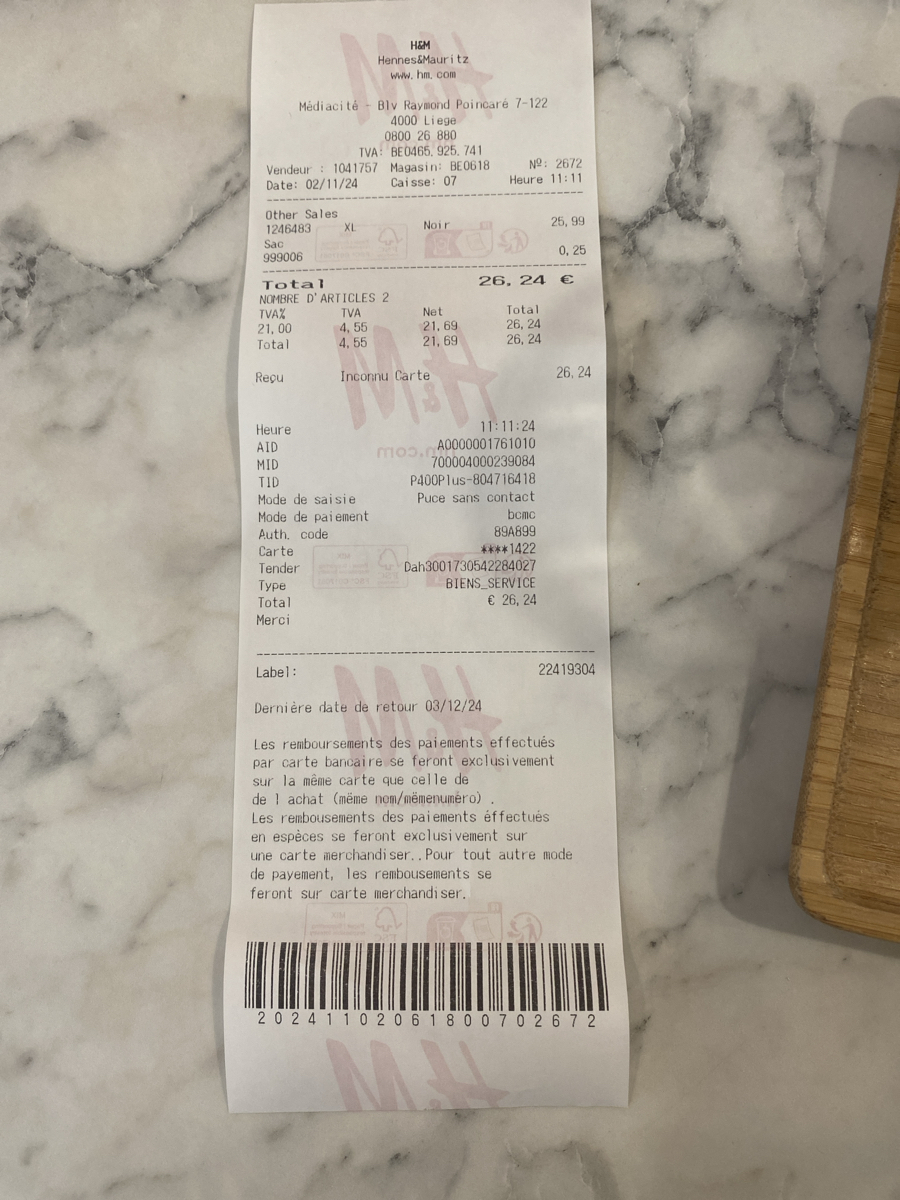 H&M
Hennes&Mauritz
www.hm.com
Médiacité - Blv Raymond Poincaré 7-122
4000 Liege
0800 26 880
TVA: BE0465.925.741
Vendeur : 1041757 Magasin: BE0618 Nº: 2672
Date: 02/11/24 Caisse: 07 Heure 11:11
Other Sales
1246483 XL Noir 25,99
Sac
999006 0,25
Total 26,24 €
NOMBRE D'ARTICLES 2
TVA% TVA Net Total
21,00 4,55 21,69 26,24
Total 4,55 21,69 26,24
Reçu Inconnu Carte 26,24
Heure 11:11:24
AID A0000001761010
MID 700004000239084
TID P400Plus-804716418
Mode de saisie Puce sans contact
Mode de paiement bcmc
Auth. code 89A899
Carte ****1422
Tender Dah3001730542284027
Type BIENS_SERVICE
Total € 26,24
Merci
Label: 22419304
Dernière date de retour 03/12/24
Les remboursements des paiements effectués
par carte bancaire se feront exclusivement
sur la même carte que celle de
de l achat (même nom/mêmenuméro) .
Les rembousements des paiements éffectués
en espêces se feront exclusivement sur
une carte merchandiser..Pour tout autre mode
de payement, les rembousements se
feront sur carte merchandiser.
20241102061800702672